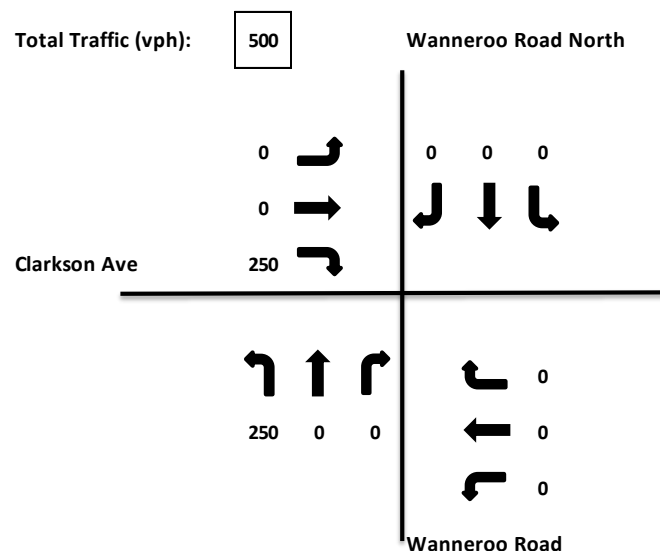 Total Traffic (vph): 500 Wanneroo Road North
0 0 0 0
0
Clarkson Ave 250
0
250 0 0 0
0
Wanneroo Road